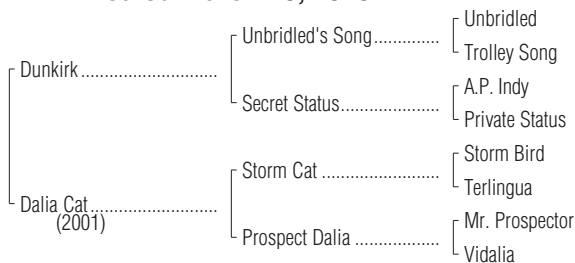 Unbridled
Unbridled's Song..............
Trolley Song
Dunkirk.............................
A.P. Indy
Secret Status.....................
Private Status
Storm Bird
Storm Cat .........................
Terlingua
Dalia Cat...........................
(2001)
Mr. Prospector
Prospect Dalia ..................
Vidalia